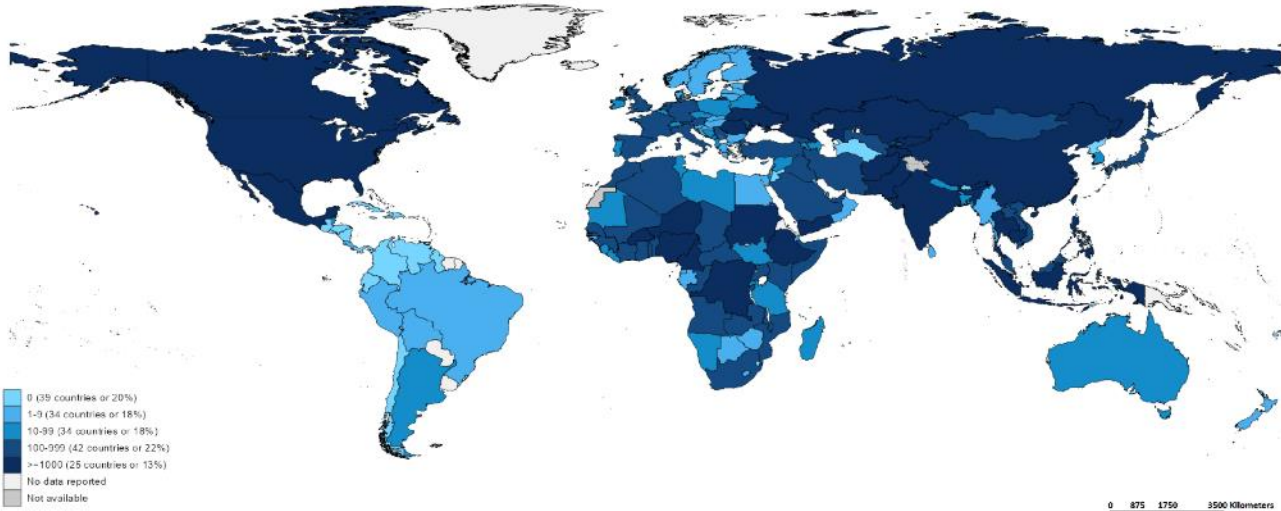 0 (39 countries or 20%)
1-9 (34 countries or 18%)
10-99 (34 countries or 18%)
100-999 (42 countries or 22%)
>=1000 (25 countries or 13%)
No data reported
Not available
0 875 1750 3500 Kilometers